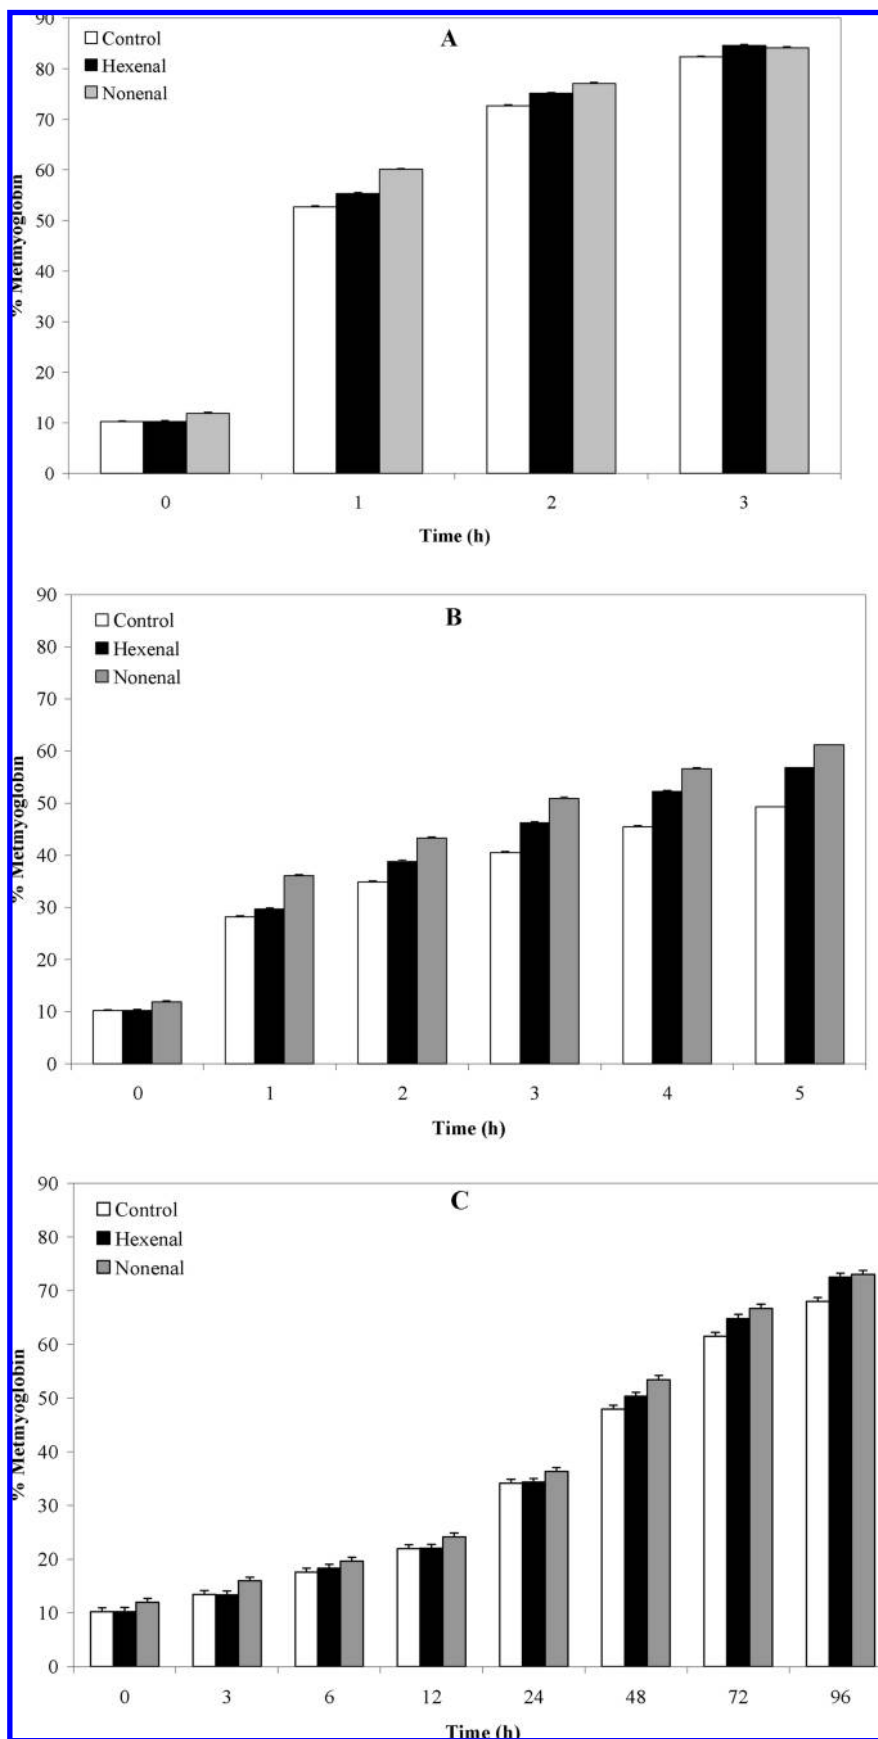 A
Control
Hexenal
Nonenal
90
80
70
60
50
40
30
20
10
0
% Metmyoglobin
0 1 2 3
Time (h)
B
Control
Hexenal
Nonenal
90
80
70
60
50
40
30
20
10
0
% Metmyoglobin
0 1 2 3 4 5
Time (h)
C
Control
Hexenal
Nonenal
90
80
70
60
50
40
30
20
10
0
% Metmyoglobin
0 3 6 12 24 48 72 96
Time (h)